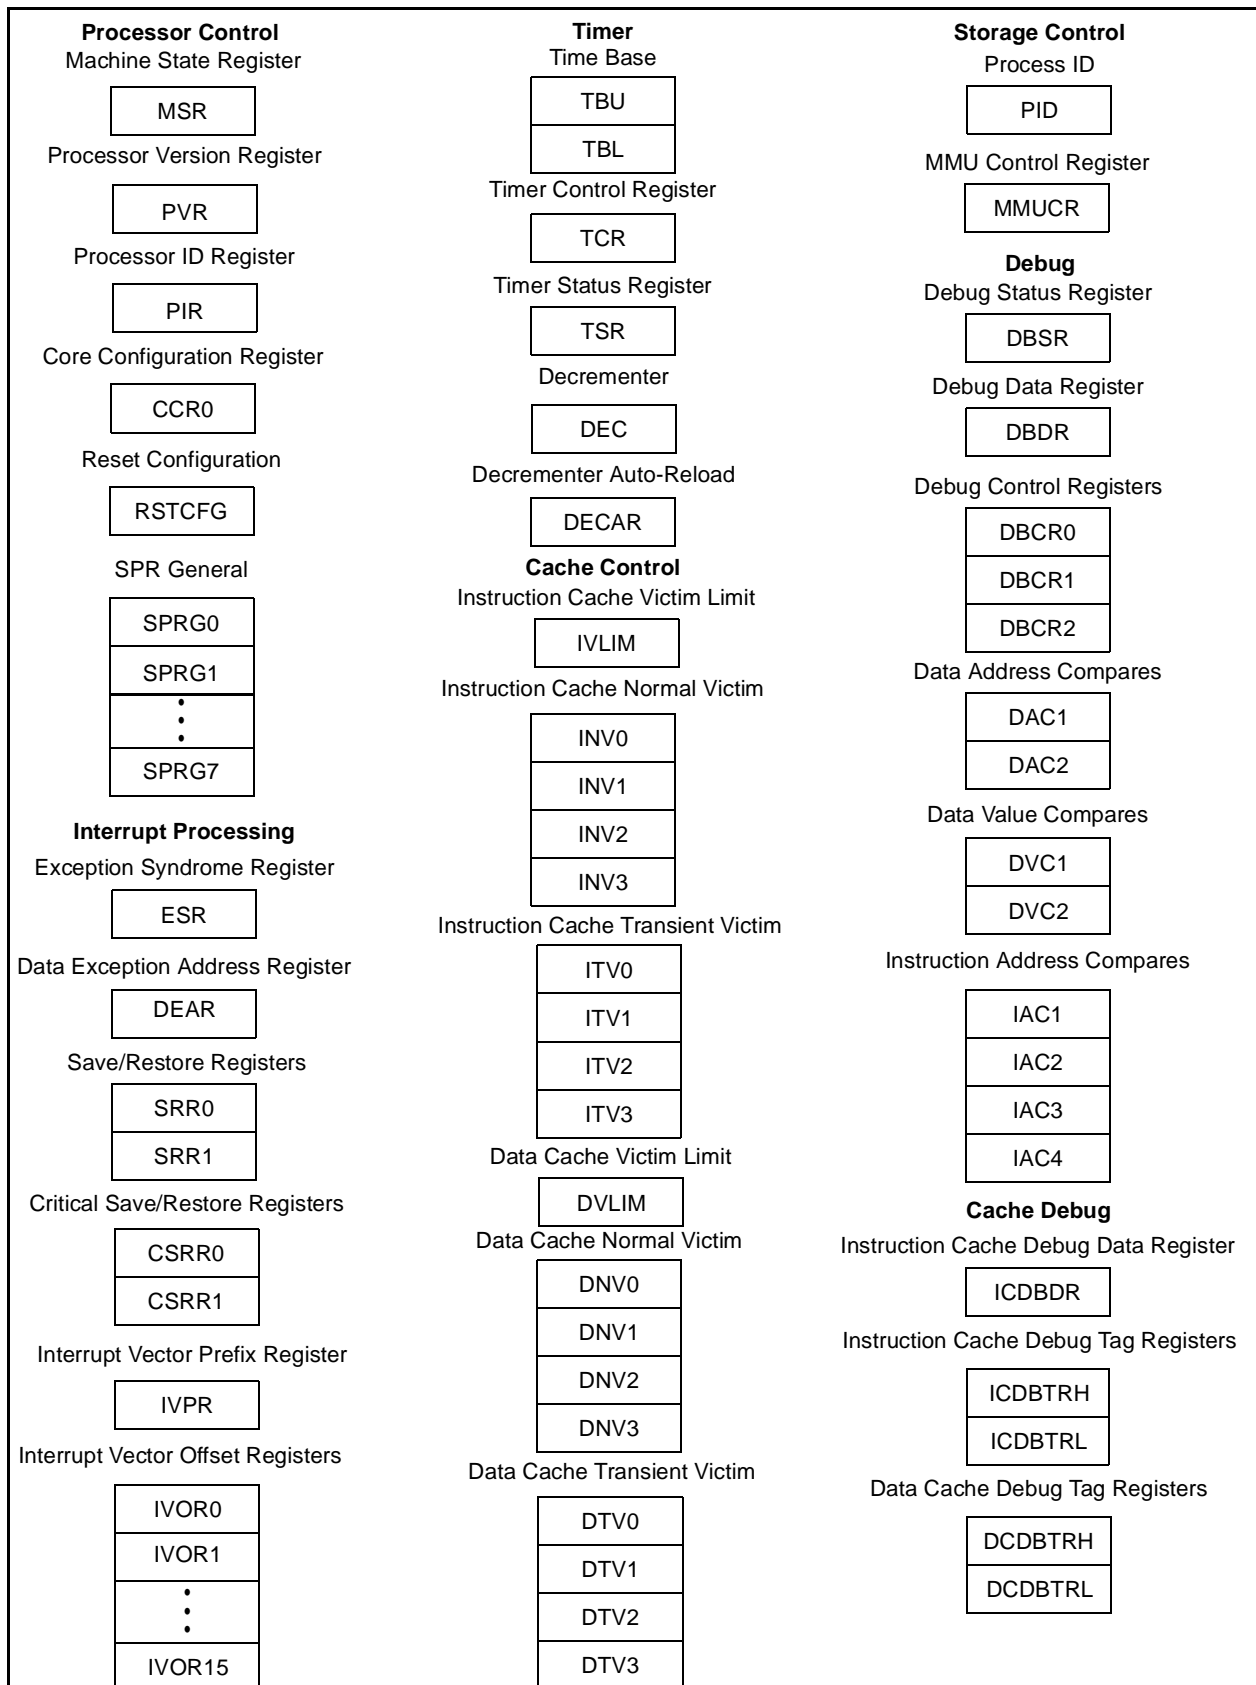 Processor Control
Machine State Register
MSR
Processor Version Register
PVR
Processor ID Register
PIR
Core Configuration Register
CCR0
Reset Configuration
RSTCFG
SPR General
SPRG0
SPRG1
SPRG7
Interrupt Processing
Exception Syndrome Register
ESR
Data Exception Address Register
DEAR
Save/Restore Registers
SRR0
SRR1
Critical Save/Restore Registers
CSRR0
CSRR1
Interrupt Vector Prefix Register
IVPR
Interrupt Vector Offset Registers
IVOR0
IVOR1
IVOR15
Timer
Time Base
TBU
TBL
Timer Control Register
TCR
Timer Status Register
TSR
Decrementer
DEC
Decrementer Auto-Reload
DECAR
Cache Control
Instruction Cache Victim Limit
IVLIM
Instruction Cache Normal Victim
INV0
INV1
INV2
INV3
Instruction Cache Transient Victim
ITV0
ITV1
ITV2
ITV3
Data Cache Victim Limit
DVLIM
Data Cache Normal Victim
DNV0
DNV1
DNV2
DNV3
Data Cache Transient Victim
DTV0
DTV1
DTV2
DTV3
Storage Control
Process ID
PID
MMU Control Register
MMUCR
Debug
Debug Status Register
DBSR
Debug Data Register
DBDR
Debug Control Registers
DBCR0
DBCR1
DBCR2
Data Address Compares
DAC1
DAC2
Data Value Compares
DVC1
DVC2
Instruction Address Compares
IAC1
IAC2
IAC3
IAC4
Cache Debug
Instruction Cache Debug Data Register
ICDBDR
Instruction Cache Debug Tag Registers
ICDBTRH
ICDBTRL
Data Cache Debug Tag Registers
DCDBTRH
DCDBTRL